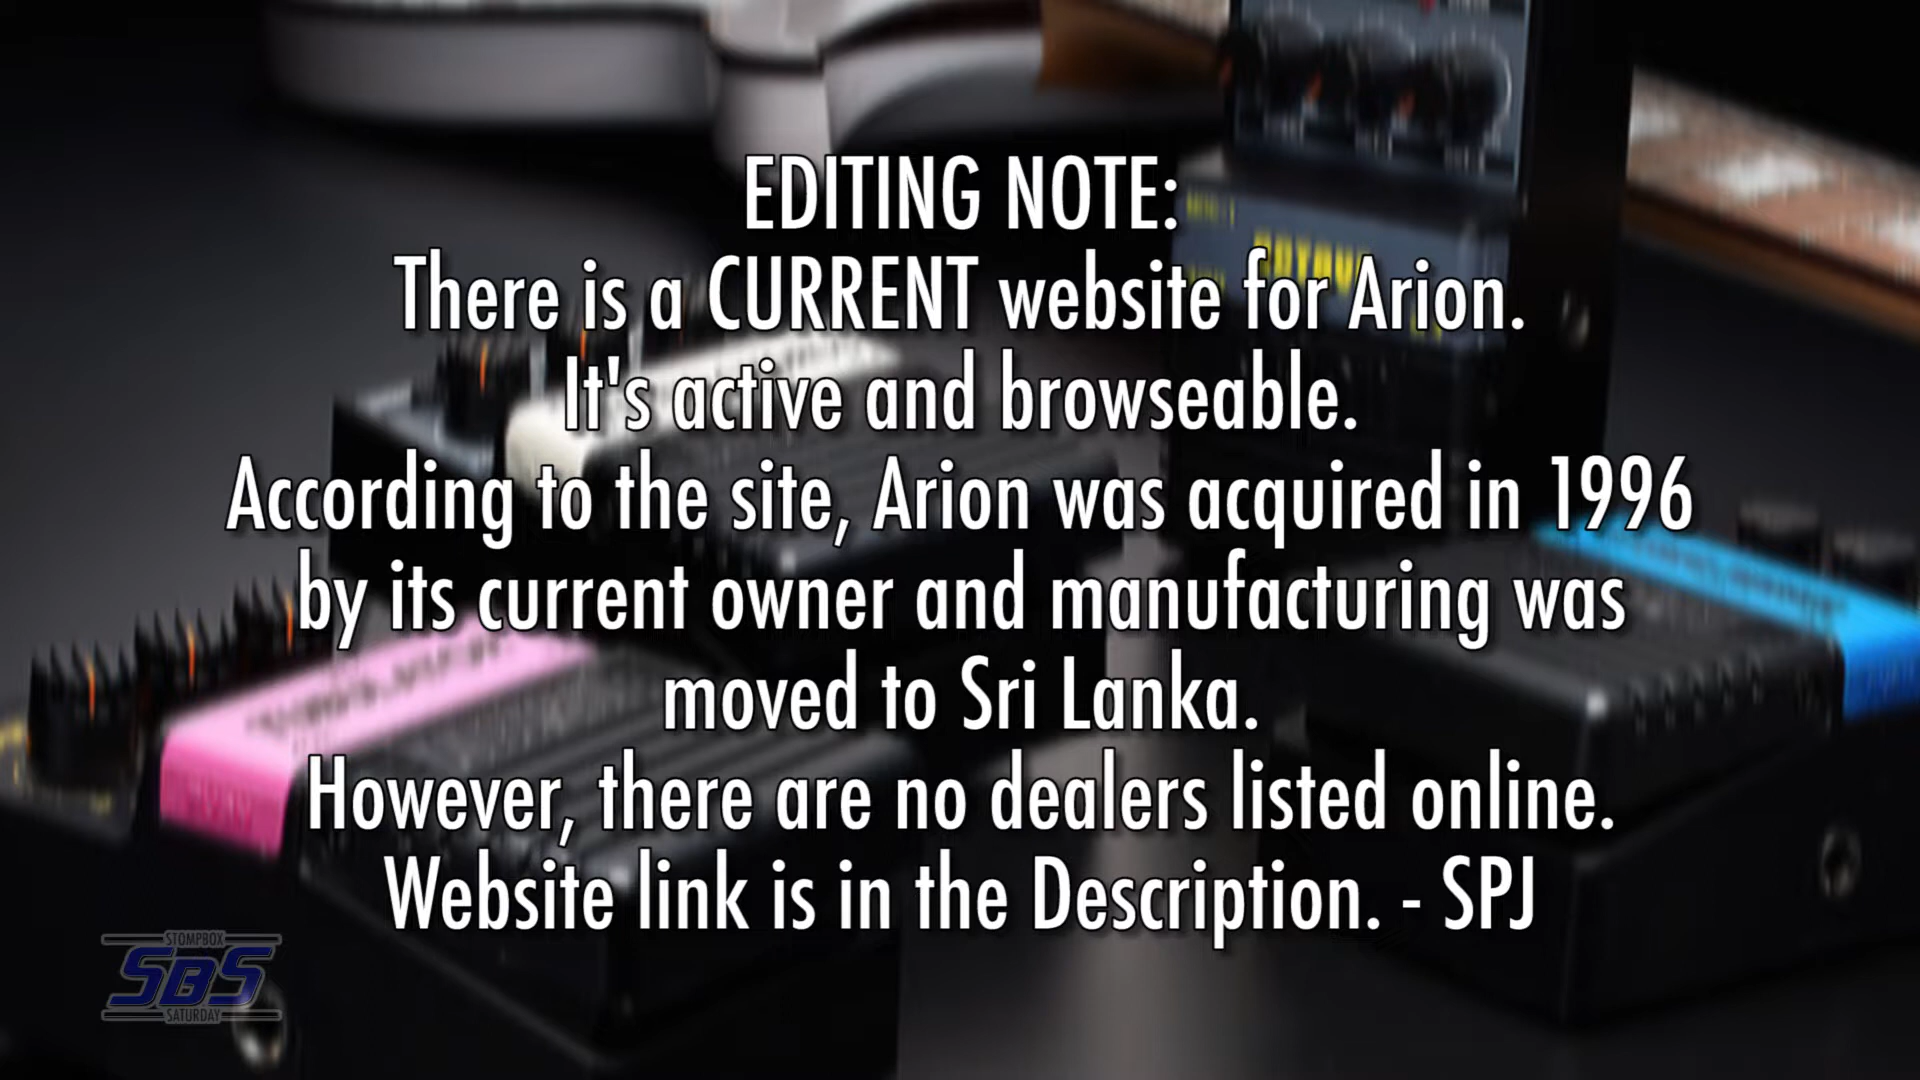 EDITING NOTE:
There is a CURRENT website for Arion.
It's active and browseable.
According to the site, Arion was acquired in 1996
by its current owner and manufacturing was
moved to Sri Lanka.
However, there are no dealers listed online.
Website link is in the Description. - SPJ
STOMPBOX
SBS
SATURDAY